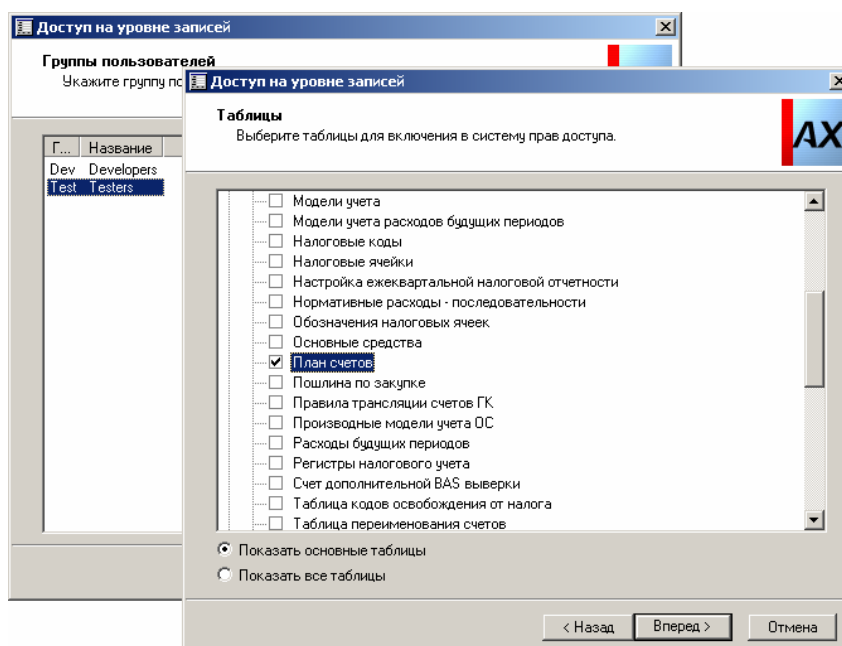 Доступ на уровне записей
Группы пользователей
Укажите группу по
Г... Название
Dev Developers
Test Testers
Доступ на уровне записей
Таблицы
Выберите таблицы для включения в систему прав доступа.
AX
Модели учета
Модели учета расходов будущих периодов
Налоговые коды
Налоговые ячейки
Настройка ежеквартальной налоговой отчетности
Нормативные расходы - последовательности
Обозначения налоговых ячеек
Основные средства
План счетов
Пошлина по закупке
Правила трансляции счетов ГК
Производные модели учета ОС
Расходы будущих периодов
Регистры налогового учета
Счет дополнительной BAS выверки
Таблица кодов освобождения от налога
Таблица переименования счетов
Показать основные таблицы
Показать все таблицы
< Назад Вперед > Отмена